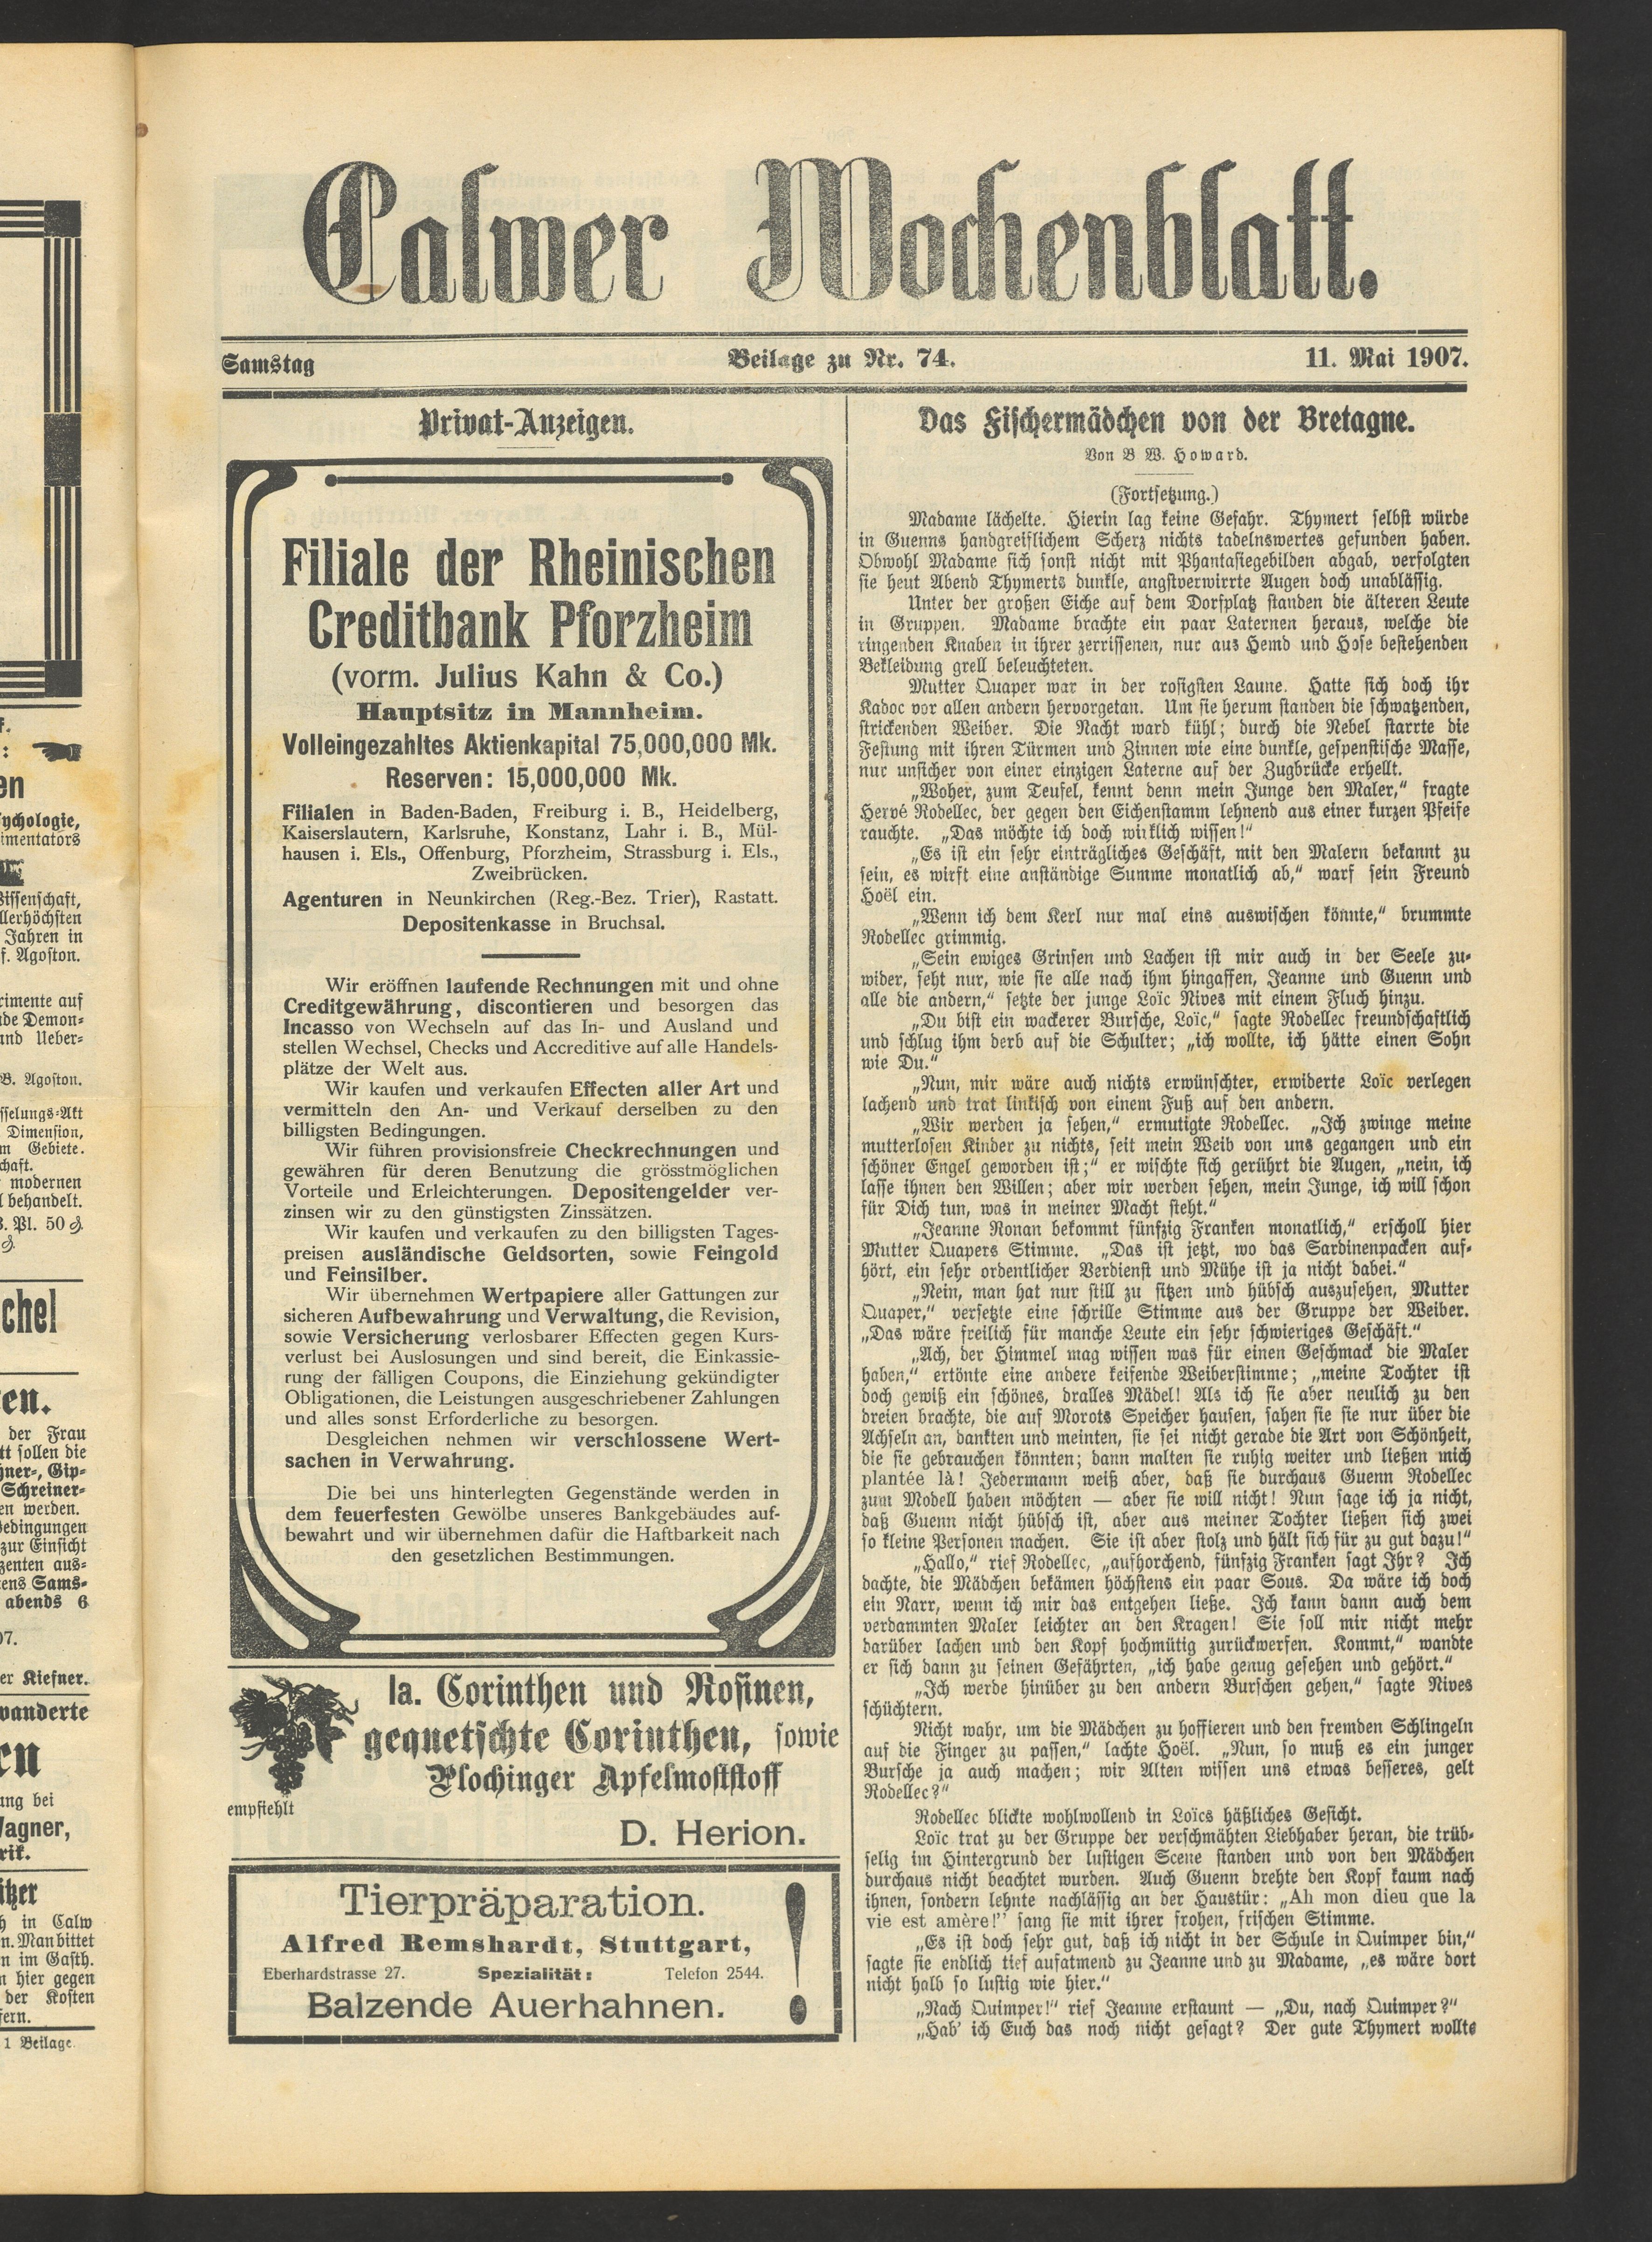 Calwer Wochenblatt.
Samstag Beilage zu Nr. 74. 11. Mai 1907.
Privat-Anzeigen.
Filiale der Rheinischen
Creditbank Pforzheim
(vorm. Julius Kahn & Co.)
Hauptsitz in Mannheim.
Volleingezahltes Aktienkapital 75,000,000 Mk.
Reserven: 15,000,000 Mk.
Filialen in Baden-Baden, Freiburg i. B., Heidelberg,
Kaiserslautern, Karlsruhe, Konstanz, Lahr i. B., Mül-
hausen i. Els., Offenburg, Pforzheim, Strassburg i. Els.,
Zweibrücken.
Agenturen in Neunkirchen (Reg.-Bez. Trier), Rastatt.
Depositenkasse in Bruchsal.
Wir eröffnen laufende Rechnungen mit und ohne
Creditgewährung, discontieren und besorgen das
Incasso von Wechseln auf das In- und Ausland und
stellen Wechsel, Checks und Accreditive auf alle Handels-
plätze der Welt aus.
Wir kaufen und verkaufen Effecten aller Art und
vermitteln den An- und Verkauf derselben zu den
billigsten Bedingungen.
Wir führen provisionsfreie Checkrechnungen und
gewähren für deren Benutzung die grösstmöglichen
Vorteile und Erleichterungen. Depositengelder ver-
zinsen wir zu den günstigsten Zinssätzen.
Wir kaufen und verkaufen zu den billigsten Tages-
preisen ausländische Geldsorten, sowie Feingold
und Feinsilber.
Wir übernehmen Wertpapiere aller Gattungen zur
sicheren Aufbewahrung und Verwaltung, die Revision,
sowie Versicherung verlosbarer Effecten gegen Kurs-
verlust bei Auslosungen und sind bereit, die Einkassie-
rung der fälligen Coupons, die Einziehung gekündigter
Obligationen, die Leistungen ausgeschriebener Zahlungen
und alles sonst Erforderliche zu besorgen.
Desgleichen nehmen wir verschlossene Wert-
sachen in Verwahrung.
Die bei uns hinterlegten Gegenstände werden in
dem feuerfesten Gewölbe unseres Bankgebäudes auf-
bewahrt und wir übernehmen dafür die Haftbarkeit nach
den gesetzlichen Bestimmungen.
Ia. Corinthen und Rosinen,
gequetschte Corinthen, sowie
Plochinger Apfelmoststoff
empfiehlt
D. Herion.
Tierpräparation.
Alfred Remshardt, Stuttgart,
Eberhardstrasse 27. Spezialität: Telefon 2544.
Balzende Auerhahnen.
!
Das Fischermädchen von der Bretagne.
Von B W. Howard.
(Fortsetzung.)
Madame lächelte. Hierin lag keine Gefahr. Thymert selbst würde
in Guenns handgreiflichem Scherz nichts tadelnswertes gefunden haben.
Obwohl Madame sich sonst nicht mit Phantasiegebilden abgab, verfolgten
sie heut Abend Thymerts dunkle, angstverwirrte Augen doch unablässig.
Unter der großen Eiche auf dem Dorfplatz standen die älteren Leute
in Gruppen. Madame brachte ein paar Laternen heraus, welche die
ringenden Knaben in ihrer zerrissenen, nur aus Hemd und Hose bestehenden
Bekleidung grell beleuchteten.
Mutter Quaper war in der rosigsten Laune. Hatte sich doch ihr
Kadoc vor allen andern hervorgetan. Um sie herum standen die schwatzenden,
strickenden Weiber. Die Nacht ward kühl; durch die Nebel starrte die
Festung mit ihren Türmen und Zinnen wie eine dunkle, gespenstische Masse,
nur unsicher von einer einzigen Laterne auf der Zugbrücke erhellt.
„Woher, zum Teufel, kennt denn mein Junge den Maler,“ fragte
Hervé Rodellec, der gegen den Eichenstamm lehnend aus einer kurzen Pfeife
rauchte. „Das möchte ich doch wirklich wissen!“
„Es ist ein sehr einträgliches Geschäft, mit den Malern bekannt zu
sein, es wirft eine anständige Summe monatlich ab,“ warf sein Freund
Hoël ein.
„Wenn ich dem Kerl nur mal eins auswischen könnte,“ brummte
Rodellec grimmig.
„Sein ewiges Grinsen und Lachen ist mir auch in der Seele zu-
wider, seht nur, wie sie alle nach ihm hingaffen, Jeanne und Guenn und
alle die andern,“ setzte der junge Loïc Nives mit einem Fluch hinzu.
„Du bist ein wackerer Bursche, Loïc,“ sagte Rodellec freundschaftlich
und schlug ihm derb auf die Schulter; „ich wollte, ich hätte einen Sohn
wie Du.“
„Nun, mir wäre auch nichts erwünschter, erwiderte Loïc verlegen
lachend und trat linkisch von einem Fuß auf den andern.
„Wir werden ja sehen,“ ermutigte Rodellec. „Ich zwinge meine
mutterlosen Kinder zu nichts, seit mein Weib von uns gegangen und ein
schöner Engel geworden ist;“ er wischte sich gerührt die Augen, „nein, ich
lasse ihnen den Willen; aber wir werden sehen, mein Junge, ich will schon
für Dich tun, was in meiner Macht steht.“
„Jeanne Ronan bekommt fünfzig Franken monatlich,“ erscholl hier
Mutter Quapers Stimme. „Das ist jetzt, wo das Sardinenpacken auf-
hört, ein sehr ordentlicher Verdienst und Mühe ist ja nicht dabei.“
„Nein, man hat nur still zu sitzen und hübsch auszusehen, Mutter
Quaper,“ versetzte eine schrille Stimme aus der Gruppe der Weiber.
„Das wäre freilich für manche Leute ein sehr schwieriges Geschäft.“
„Ach, der Himmel mag wissen was für einen Geschmack die Maler
haben,“ ertönte eine andere keifende Weiberstimme; „meine Tochter ist
doch gewiß ein schönes, dralles Mädel! Als ich sie aber neulich zu den
dreien brachte, die auf Morots Speicher hausen, sahen sie sie nur über die
Achseln an, dankten und meinten, sie sei nicht gerade die Art von Schönheit,
die sie gebrauchen könnten; dann malten sie ruhig weiter und ließen mich
plantée là! Jedermann weiß aber, daß sie durchaus Guenn Rodellec
zum Modell haben möchten — aber sie will nicht! Nun sage ich ja nicht,
daß Guenn nicht hübsch ist, aber aus meiner Tochter ließen sich zwei
so kleine Personen machen. Sie ist aber stolz und hält sich für zu gut dazu!“
„Hallo,“ rief Rodellec, „aufhorchend, fünfzig Franken sagt Ihr? Ich
dachte, die Mädchen bekämen höchstens ein paar Sous. Da wäre ich doch
ein Narr, wenn ich mir das entgehen ließe. Ich kann dann auch dem
verdammten Maler leichter an den Kragen! Sie soll mir nicht mehr
darüber lachen und den Kopf hochmütig zurückwerfen. Kommt,“ wandte
er sich dann zu seinen Gefährten, „ich habe genug gesehen und gehört.“
„Ich werde hinüber zu den andern Burschen gehen,“ sagte Nives
schüchtern.
Nicht wahr, um die Mädchen zu hoffieren und den fremden Schlingeln
auf die Finger zu passen,“ lachte Hoël. „Nun, so muß es ein junger
Bursche ja auch machen; wir Alten wissen uns etwas besseres, gelt
Rodellec?“
Rodellec blickte wohlwollend in Loïcs häßliches Gesicht.
Loïc trat zu der Gruppe der verschmähten Liebhaber heran, die trüb-
selig im Hintergrund der lustigen Scene standen und von den Mädchen
durchaus nicht beachtet wurden. Auch Guenn drehte den Kopf kaum nach
ihnen, sondern lehnte nachlässig an der Haustür: „Ah mon dieu que la
vie est amère!“ sang sie mit ihrer frohen, frischen Stimme.
„Es ist doch sehr gut, daß ich nicht in der Schule in Quimper bin,“
sagte sie endlich tief aufatmend zu Jeanne und zu Madame, „es wäre dort
nicht halb so lustig wie hier.“
„Nach Quimper!“ rief Jeanne erstaunt — „Du, nach Quimper?“
„Hab' ich Euch das noch nicht gesagt? Der gute Thymert wollte